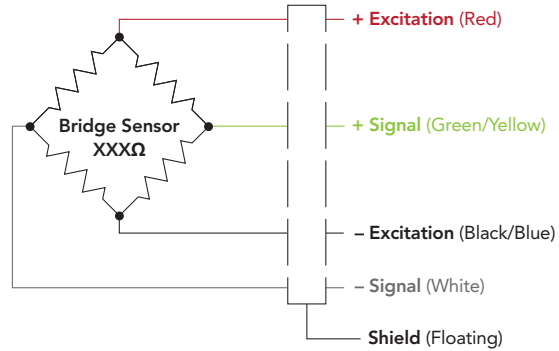 + Excitation (Red)
Bridge Sensor
XXXΩ
+ Signal (Green/Yellow)
– Excitation (Black/Blue)
– Signal (White)
Shield (Floating)